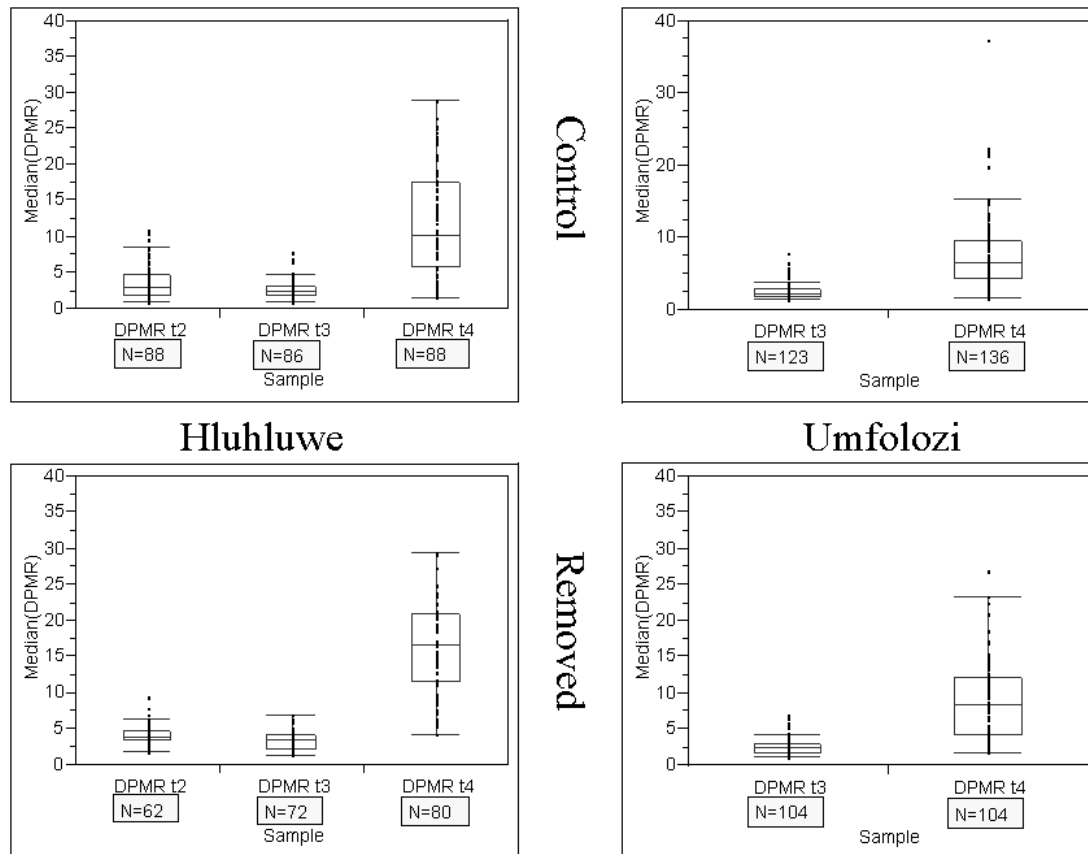 40
35
30
25
20
15
10
5
0
Median(DPMR)
DPMR t2 DPMR t3 DPMR t4
N=88 N=86 N=88
Sample
Control
40
30
20
10
0
Median(DPMR)
DPMR t3 DPMR t4
N=123 N=136
Sample
Hluhluwe Umfolozi
40
35
30
25
20
15
10
5
0
Median(DPMR)
DPMR t2 DPMR t3 DPMR t4
N=62 N=72 N=80
Sample
Removed
40
35
30
25
20
15
10
5
0
Median(DPMR)
DPMR t3 DPMR t4
N=104 N=104
Sample